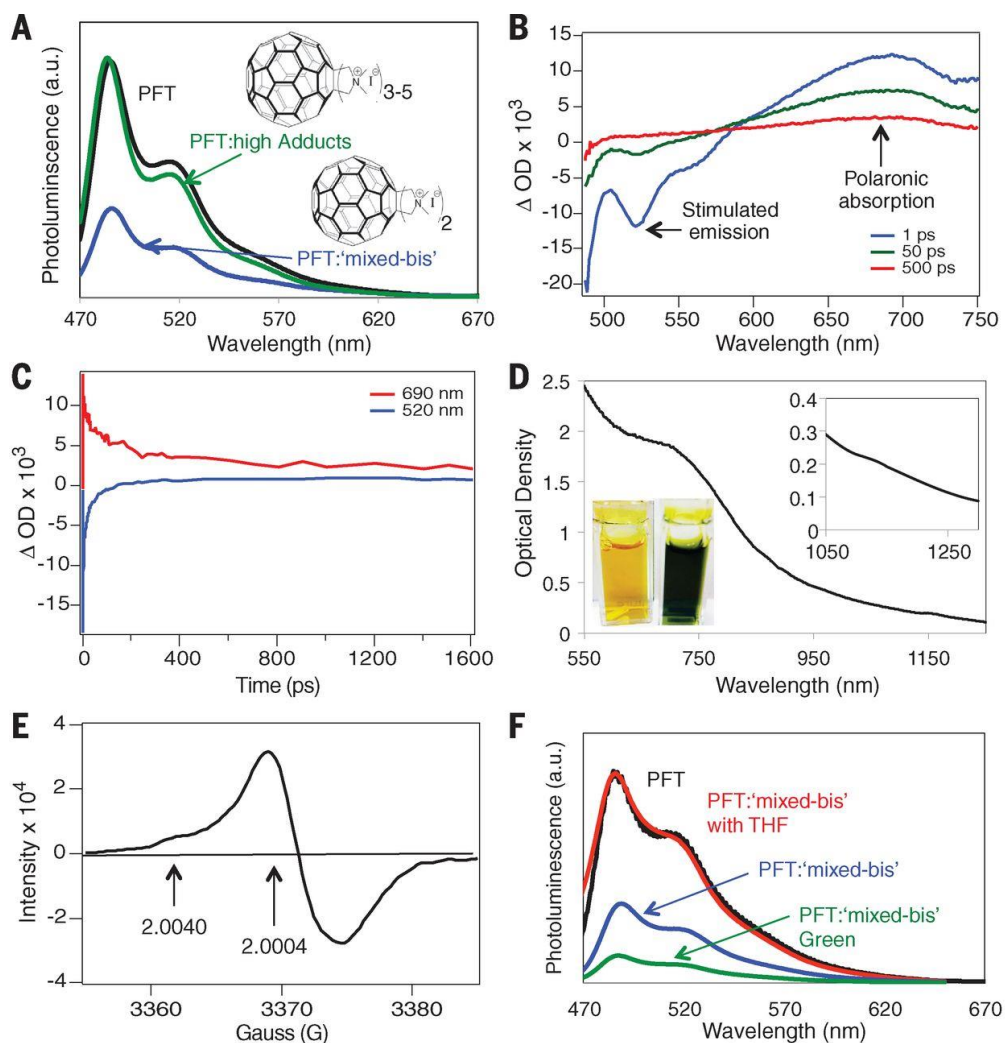 A
Photoluminscence (a.u.)
PFT
N
I
3-5
PFT:high Adducts
N
I
2
PFT:'mixed-bis'
470 520 570 620 670
Wavelength (nm)
B
Δ OD x 10³
15
10
5
0
-5
-10
-15
-20
Stimulated
emission
Polaronic
absorption
1 ps
50 ps
500 ps
500 550 600 650 700 750
Wavelength (nm)
C
Δ OD x 10³
10
5
0
-5
-10
-15
690 nm
520 nm
0 400 800 1200 1600
Time (ps)
D
Optical Density
2.5
2
1.5
1
0.5
0
0.4
0.3
0.2
0.1
0
1050 1250
550 750 950 1150
Wavelength (nm)
E
Intensity x 10⁴
4
2
0
-2
-4
2.0040
2.0004
3360 3370 3380
Gauss (G)
F
Photoluminescence (a.u.)
PFT
PFT:'mixed-bis'
with THF
PFT:'mixed-bis'
PFT:'mixed-bis'
Green
470 520 570 620 670
Wavelength (nm)